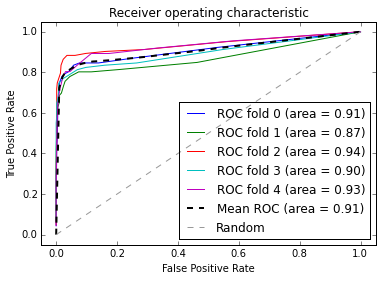 Receiver operating characteristic
1.0
0.8
0.6
0.4
0.2
0.0
True Positive Rate
ROC fold 0 (area = 0.91)
ROC fold 1 (area = 0.87)
ROC fold 2 (area = 0.94)
ROC fold 3 (area = 0.90)
ROC fold 4 (area = 0.93)
Mean ROC (area = 0.91)
Random
0.0 0.2 0.4 0.6 0.8 1.0
False Positive Rate